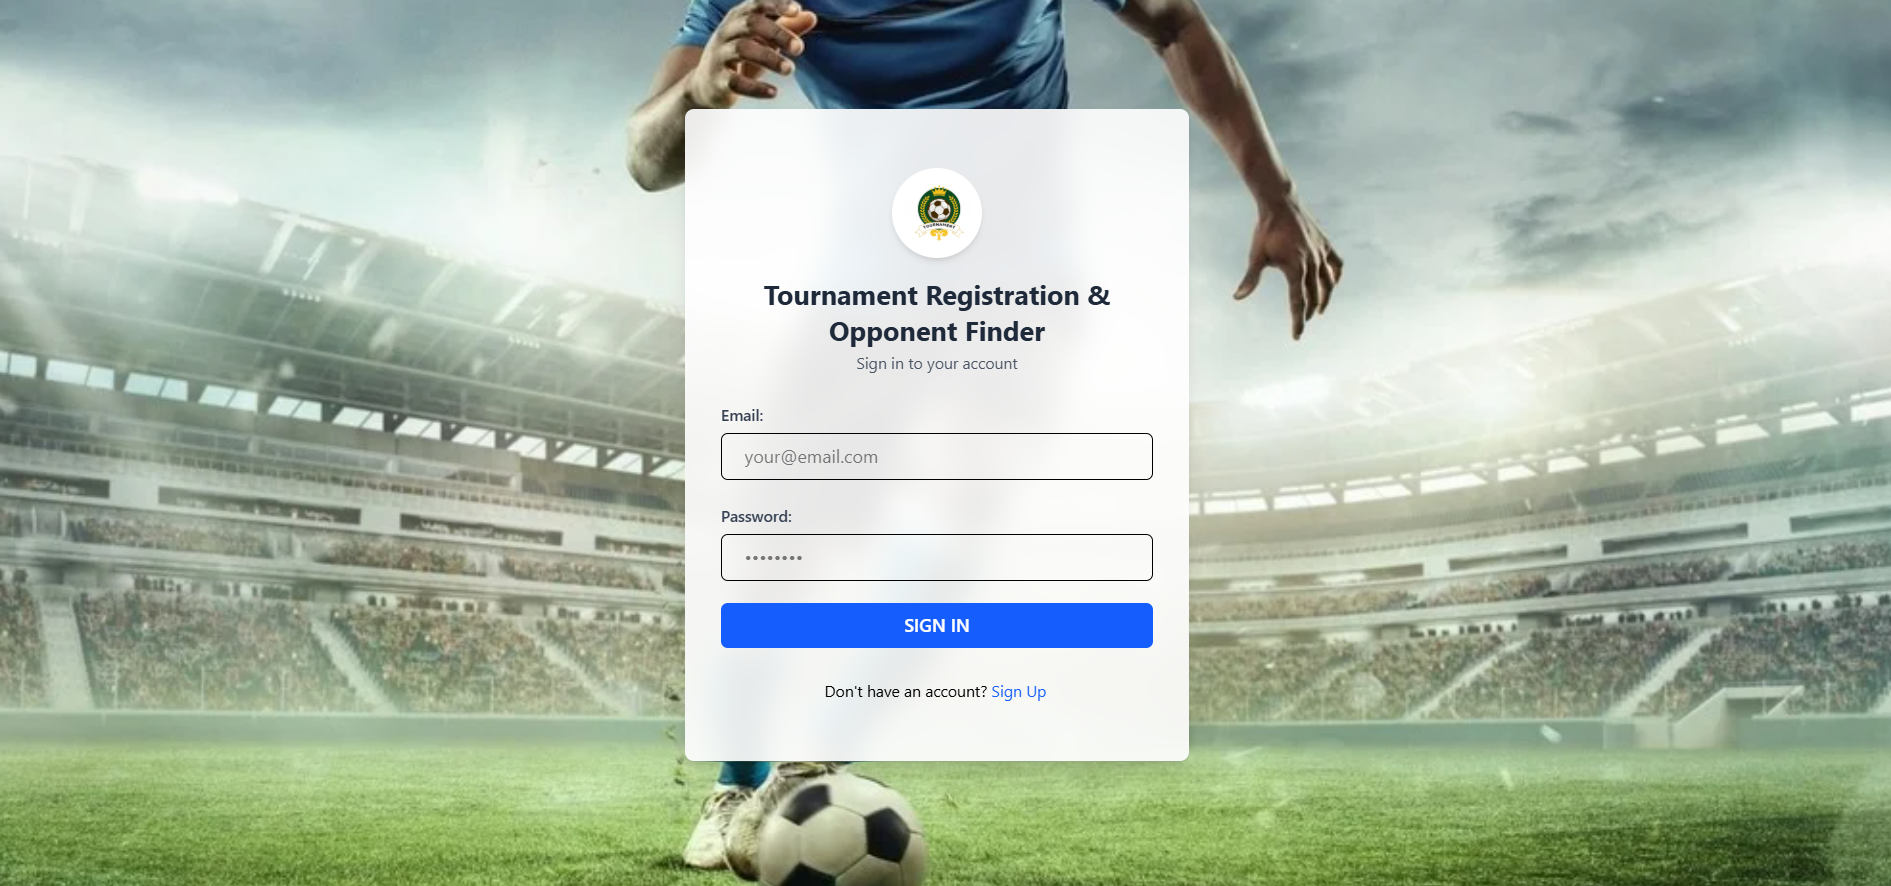 TOURNAMENT
Tournament Registration &
Opponent Finder
Sign in to your account
Email:
your@email.com
Password:
••••••••
SIGN IN
Don't have an account? Sign Up